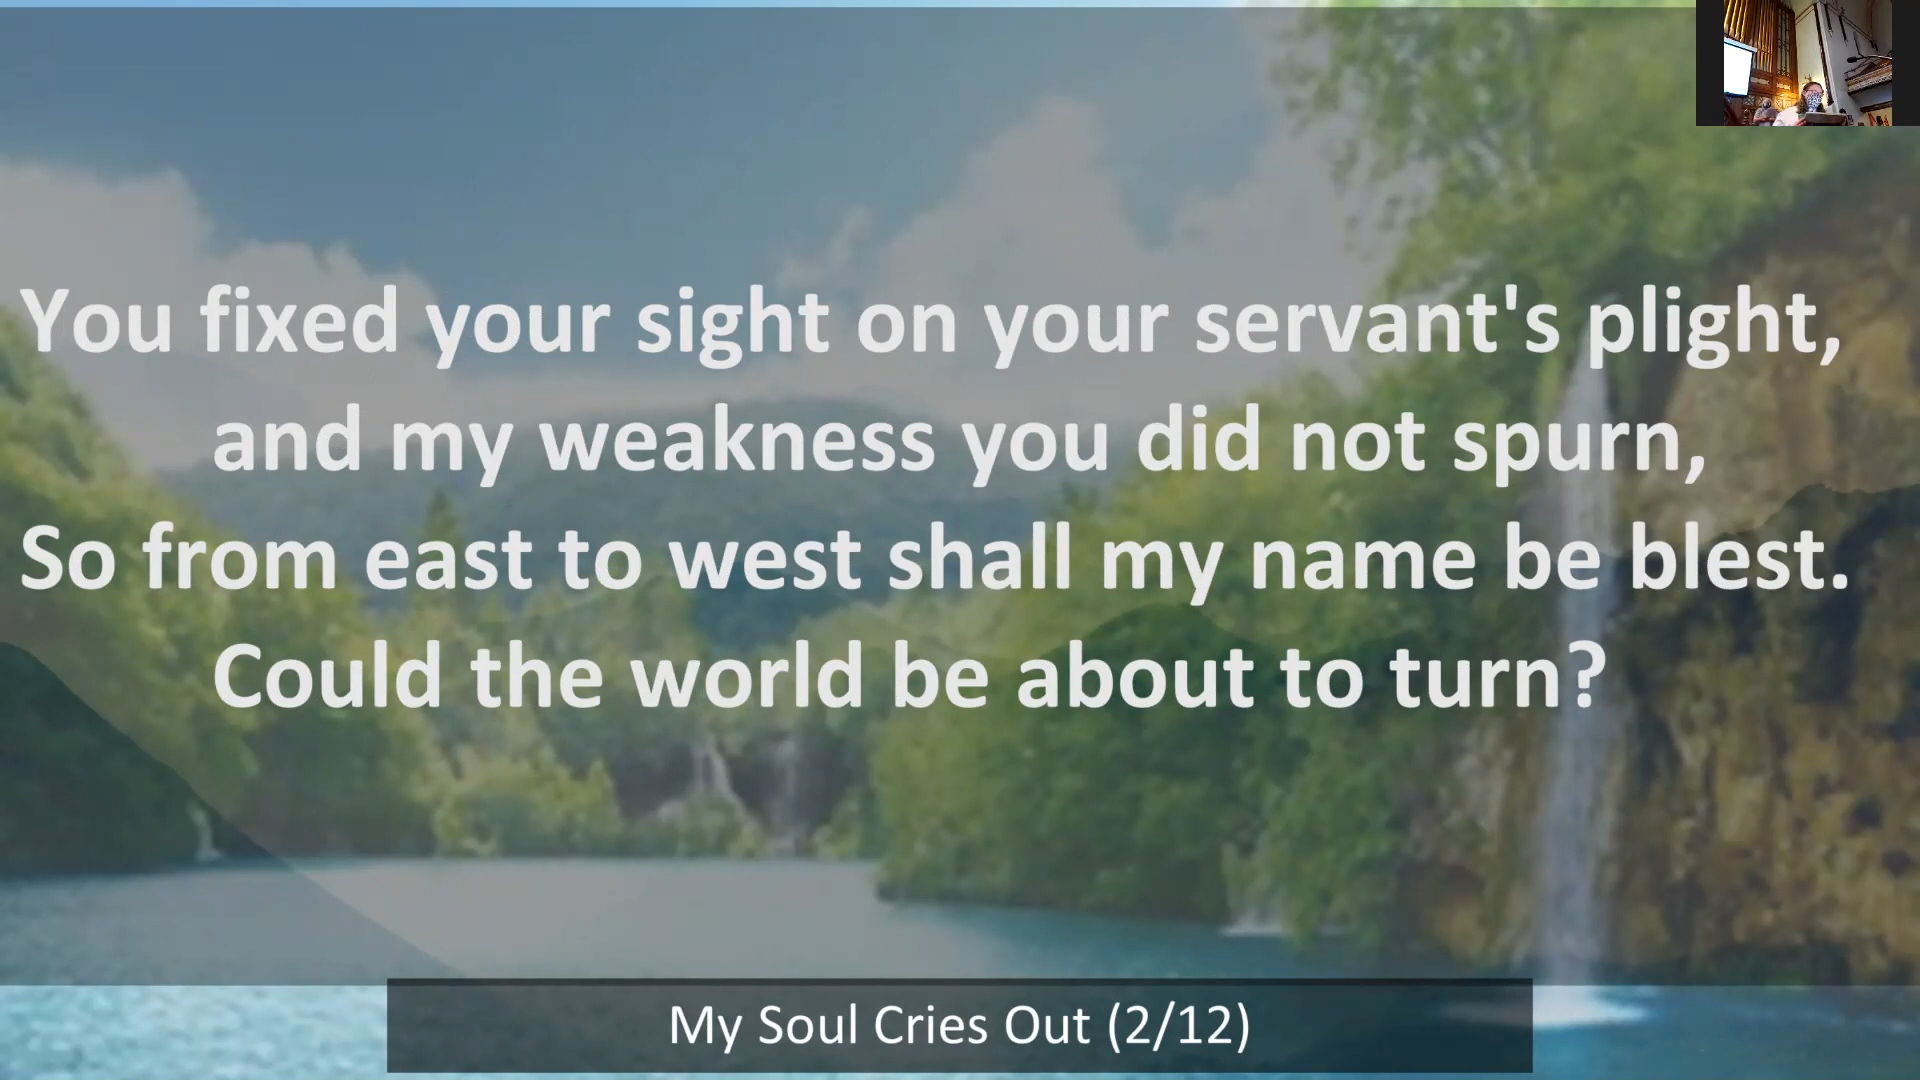 You fixed your sight on your servant's plight,
and my weakness you did not spurn,
So from east to west shall my name be blest.
Could the world be about to turn?
My Soul Cries Out (2/12)